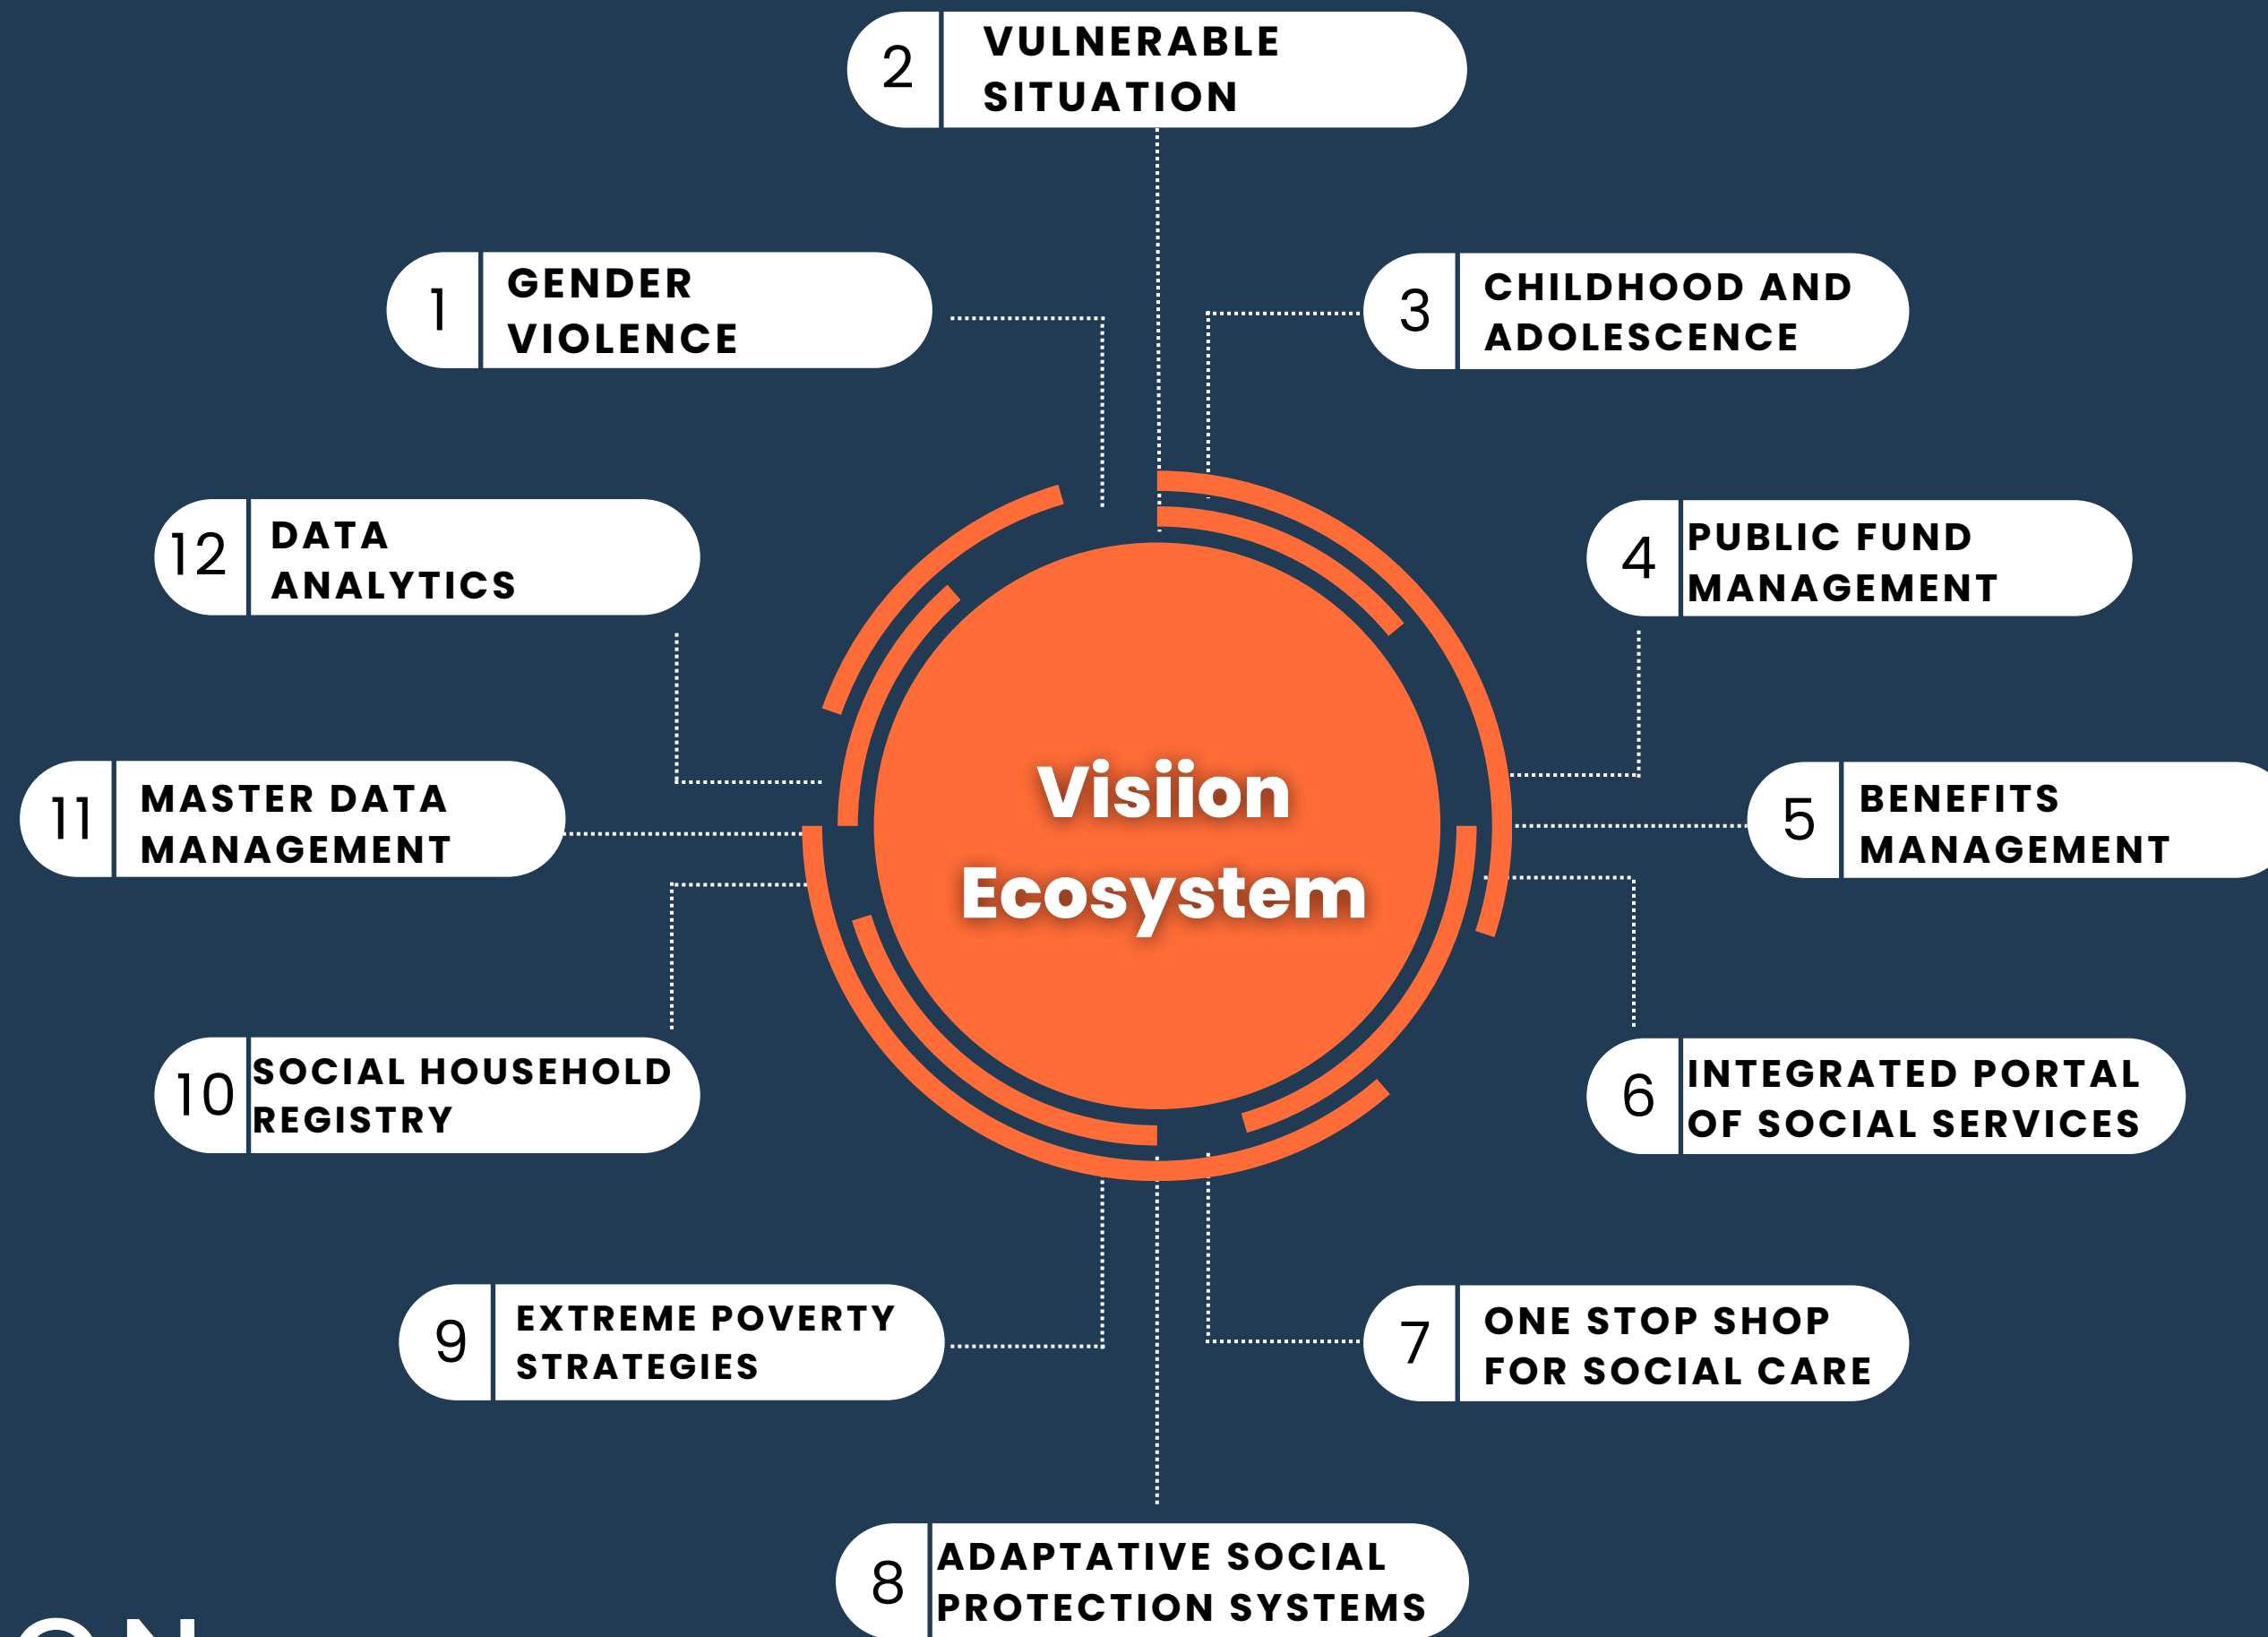 2
VULNERABLE
SITUATION
1
GENDER
VIOLENCE
3
CHILDHOOD AND
ADOLESCENCE
12
DATA
ANALYTICS
4
PUBLIC FUND
MANAGEMENT
Visiion
Ecosystem
11
MASTER DATA
MANAGEMENT
5
BENEFITS
MANAGEMENT
10
SOCIAL HOUSEHOLD
REGISTRY
6
INTEGRATED PORTAL
OF SOCIAL SERVICES
9
EXTREME POVERTY
STRATEGIES
7
ONE STOP SHOP
FOR SOCIAL CARE
8
ADAPTATIVE SOCIAL
PROTECTION SYSTEMS